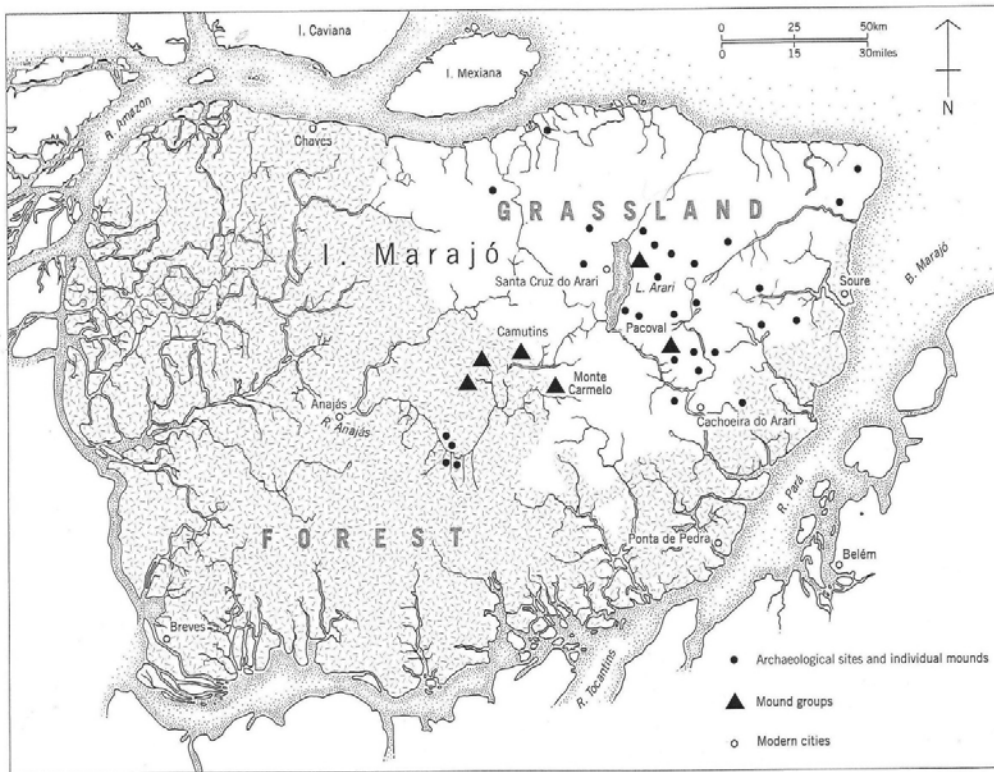 I. Caviana
0 25 50km
0 15 30miles
I. Mexiana
N
R. Amazon
Chaves
GRASSLAND
I. Marajó
B. Marajó
Santa Cruz do Arari
L. Arari
Soure
Camutins
Pacoval
Monte
Carmelo
Anajás
R. Anajás
Cachoeira do Arari
R. Pará
FOREST
Ponta de Pedra
Belém
Breves
R. Tocantins
Archaeological sites and individual mounds
Mound groups
Modern cities